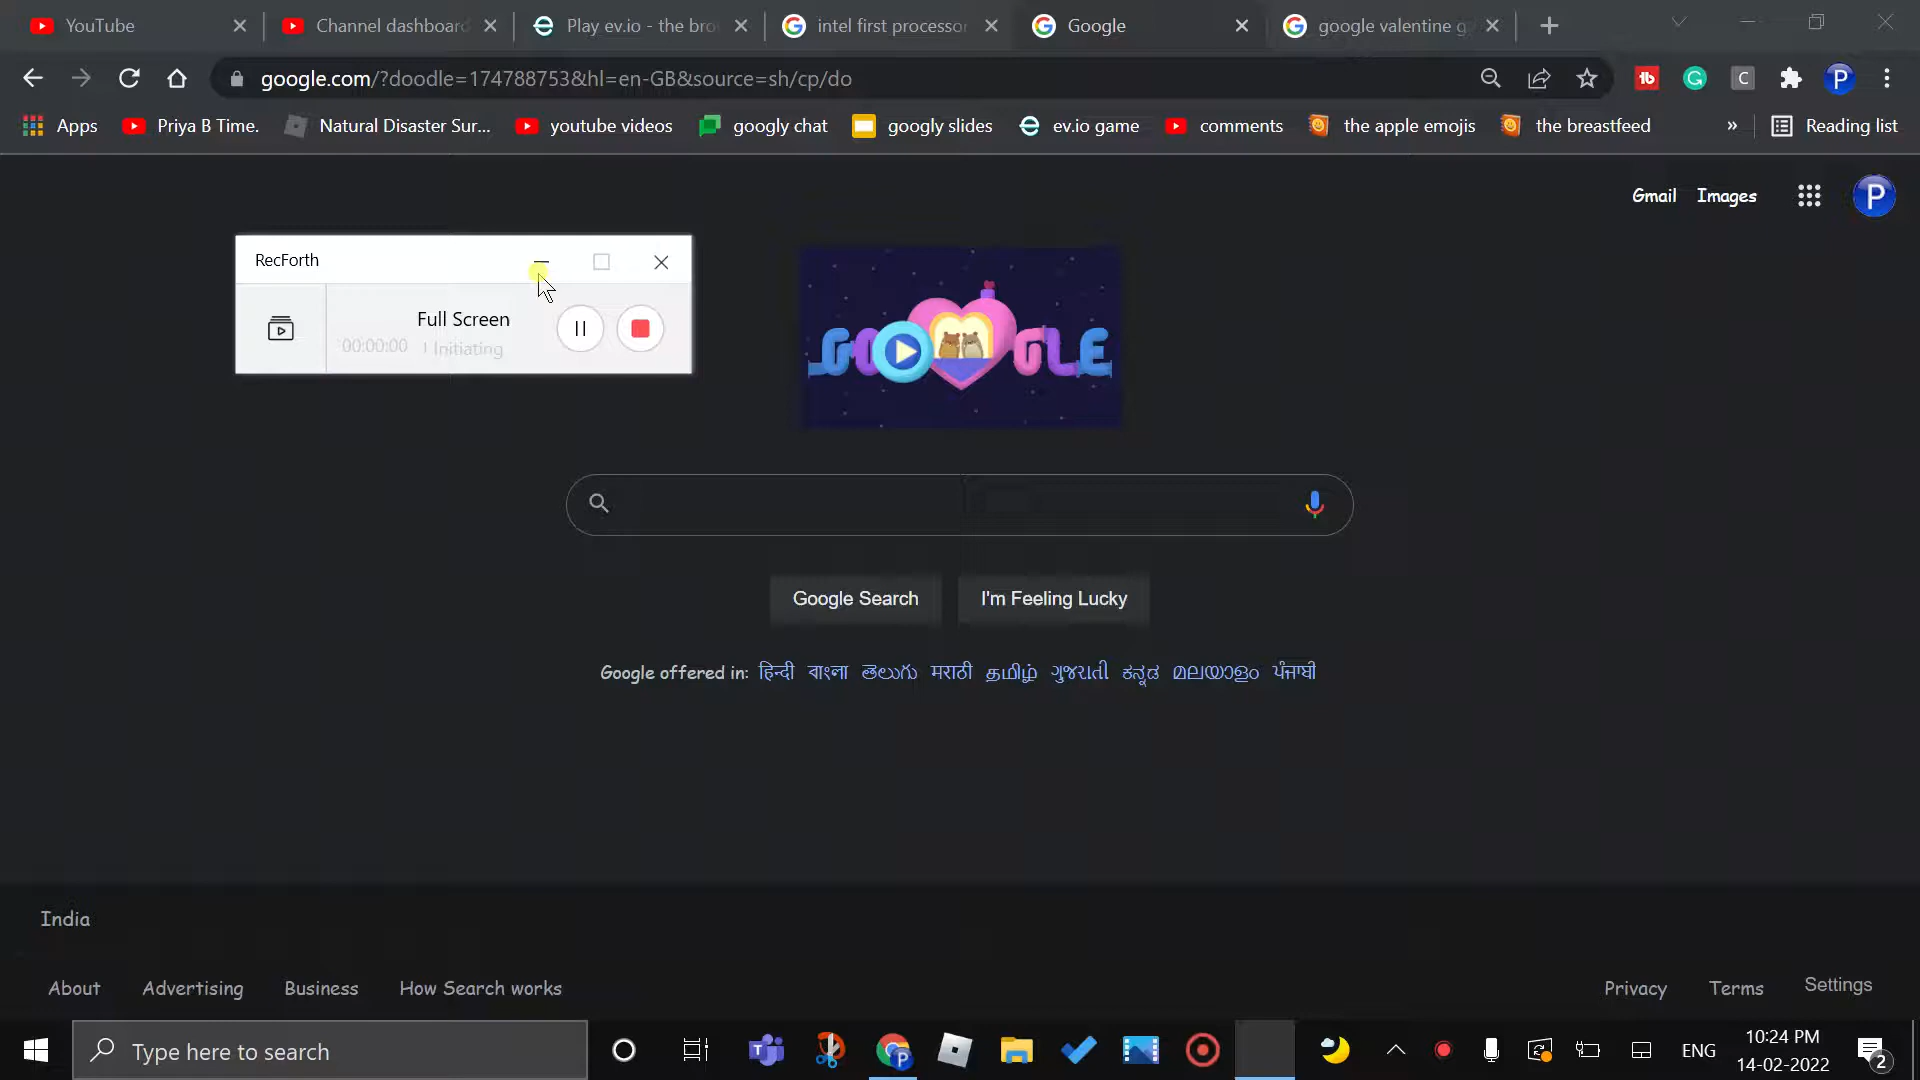 YouTube
Channel dashboard
Play ev.io - the bro
intel first processor
Google
google valentine g
google.com/?doodle=174788753&hl=en-GB&source=sh/cp/do
Apps
Priya B Time.
Natural Disaster Sur...
youtube videos
googly chat
googly slides
ev.io game
comments
the apple emojis
the breastfeed
»
Reading list
Gmail Images
P
RecForth
Full Screen
00:00:00 | Initiating
GOOGLE
Google Search
I'm Feeling Lucky
Google offered in: हिन्दी বাংলা తెలుగు मराठी தமிழ் ગુજરાતી ಕನ್ನಡ മലയാളം ਪੰਜਾਬੀ
India
About Advertising Business How Search works
Privacy Terms Settings
Type here to search
ENG
10:24 PM
14-02-2022
2